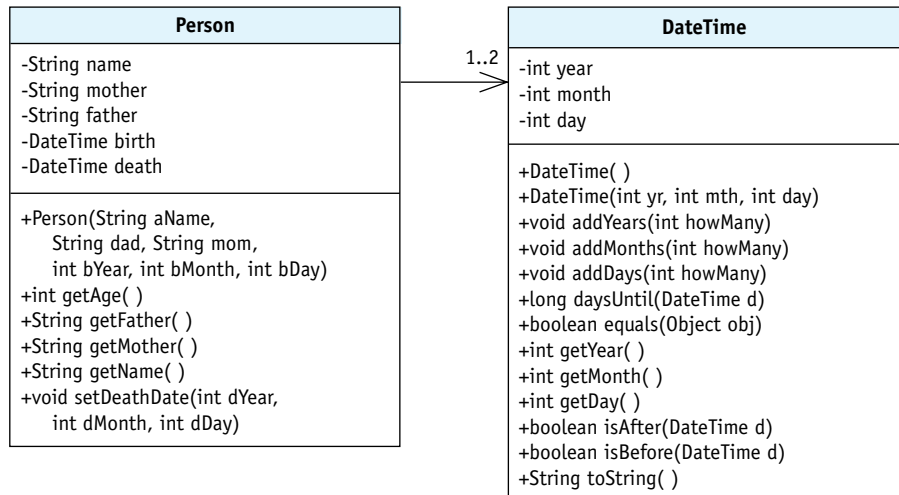 Person
-String name
-String mother
-String father
-DateTime birth
-DateTime death
+Person(String aName,
String dad, String mom,
int bYear, int bMonth, int bDay)
+int getAge( )
+String getFather( )
+String getMother( )
+String getName( )
+void setDeathDate(int dYear,
int dMonth, int dDay)
1..2
DateTime
-int year
-int month
-int day
+DateTime( )
+DateTime(int yr, int mth, int day)
+void addYears(int howMany)
+void addMonths(int howMany)
+void addDays(int howMany)
+long daysUntil(DateTime d)
+boolean equals(Object obj)
+int getYear( )
+int getMonth( )
+int getDay( )
+boolean isAfter(DateTime d)
+boolean isBefore(DateTime d)
+String toString( )